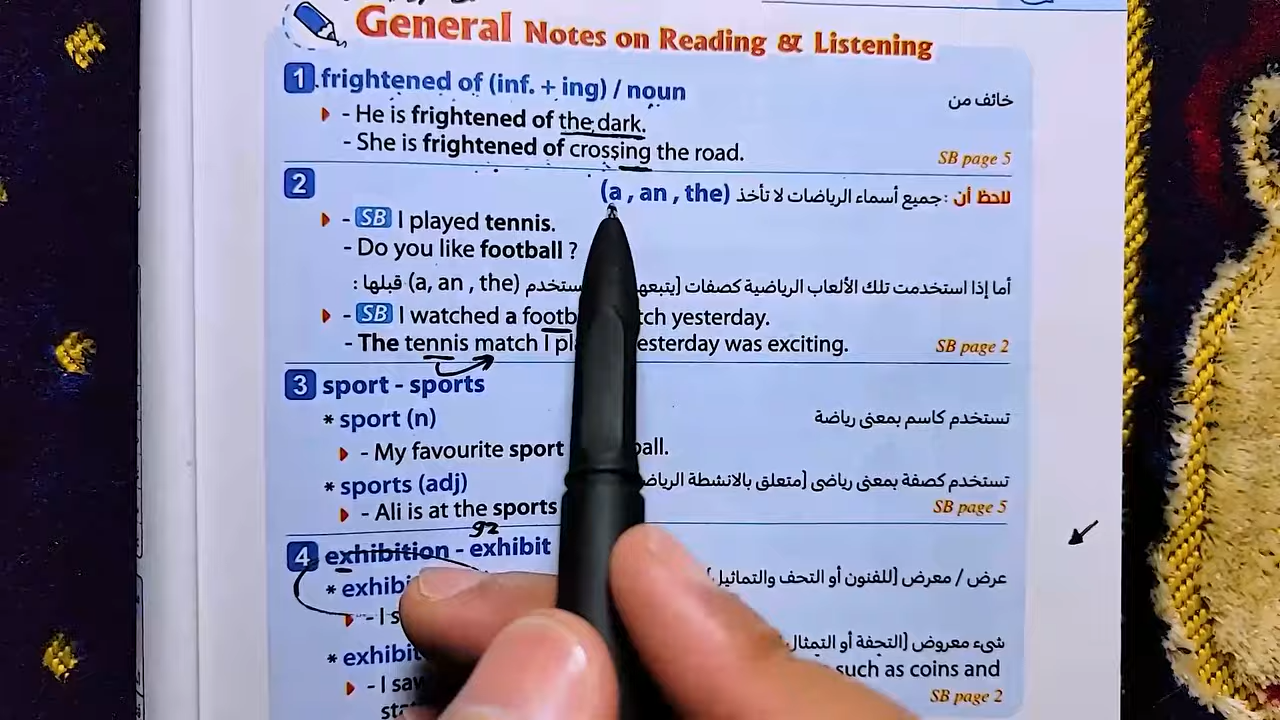 General Notes on Reading & Listening
1 .frightened of (inf. + ing) / noun خائف من
- He is frightened of the dark.
- She is frightened of crossing the road. SB page 5
2 لاحظ أن : جميع أسماء الرياضات لا تأخذ (a , an , the)
- SB I played tennis.
- Do you like football ?
أما إذا استخدمت تلك الألعاب الرياضية كصفات [يتبعها (a, an , the) قبلها :
- SB I watched a footb tch yesterday.
- The tennis match I pl esterday was exciting. SB page 2
3 sport - sports
* sport (n) تستخدم كاسم بمعنى رياضة
- My favourite sport ball.
* sports (adj) تستخدم كصفة بمعنى رياضى [متعلق بالانشطة
- Ali is at the sports SB page 5
92
4 exhibition - exhibit
* exhibi عرض / معرض [للفنون أو التحف والتماثيل]
- I s
* exhibit شىء معروض [التحفة أو التمثال
- I saw such as coins and
SB page 2